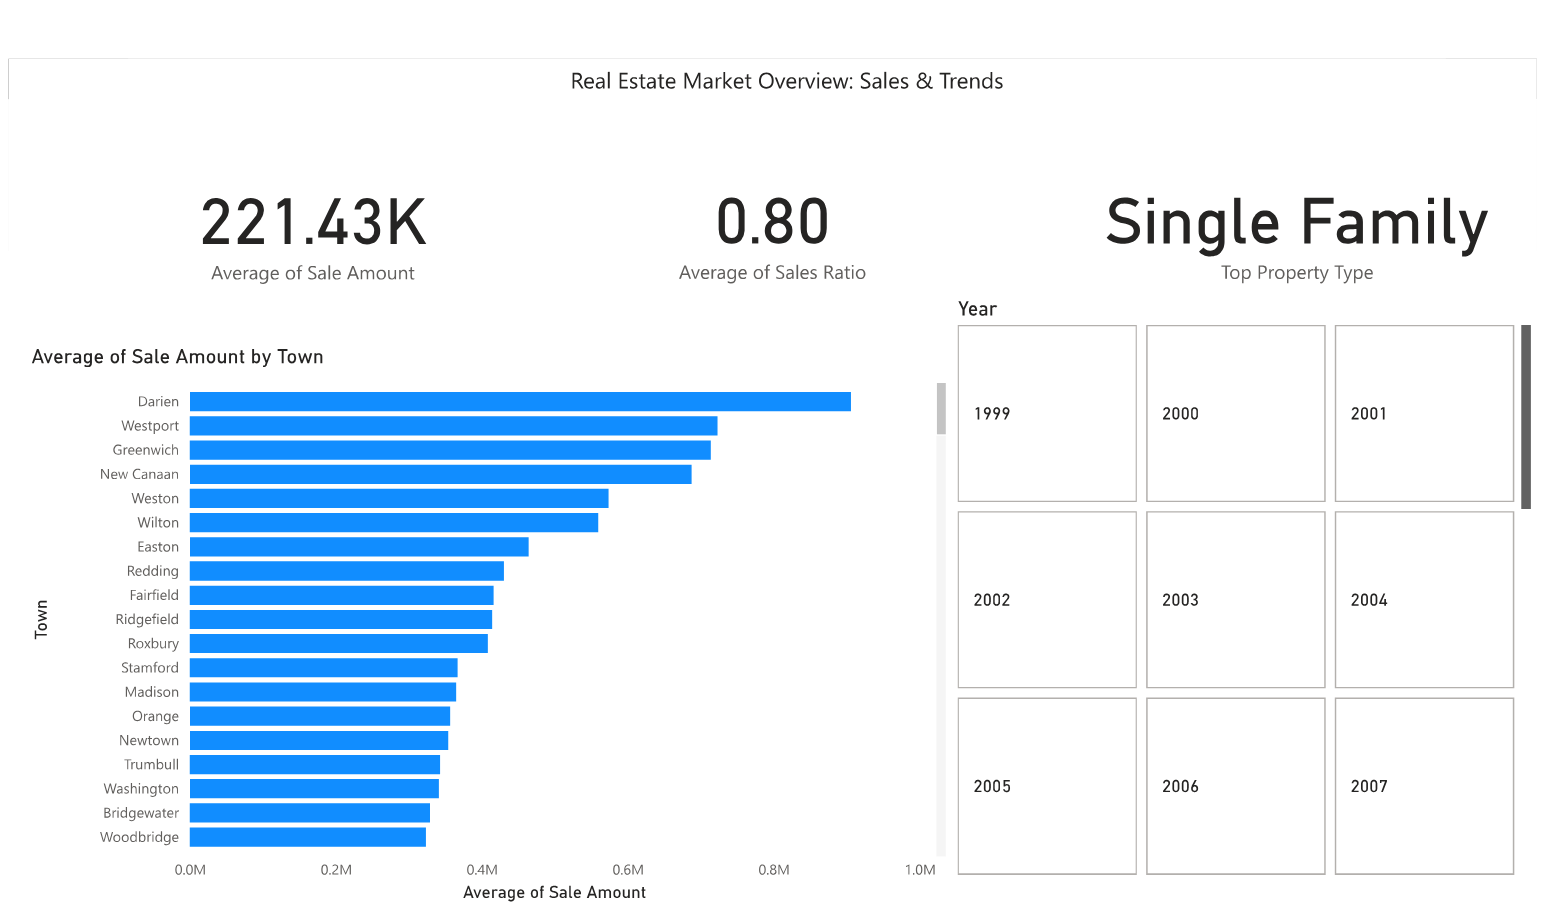 Real Estate Market Overview: Sales & Trends
221.43K
Average of Sale Amount
0.80
Average of Sales Ratio
Single Family
Top Property Type
Average of Sale Amount by Town
Town
Darien
Westport
Greenwich
New Canaan
Weston
Wilton
Easton
Redding
Fairfield
Ridgefield
Roxbury
Stamford
Madison
Orange
Newtown
Trumbull
Washington
Bridgewater
Woodbridge
0.0M 0.2M 0.4M 0.6M 0.8M 1.0M
Average of Sale Amount
Year
1999 2000 2001
2002 2003 2004
2005 2006 2007